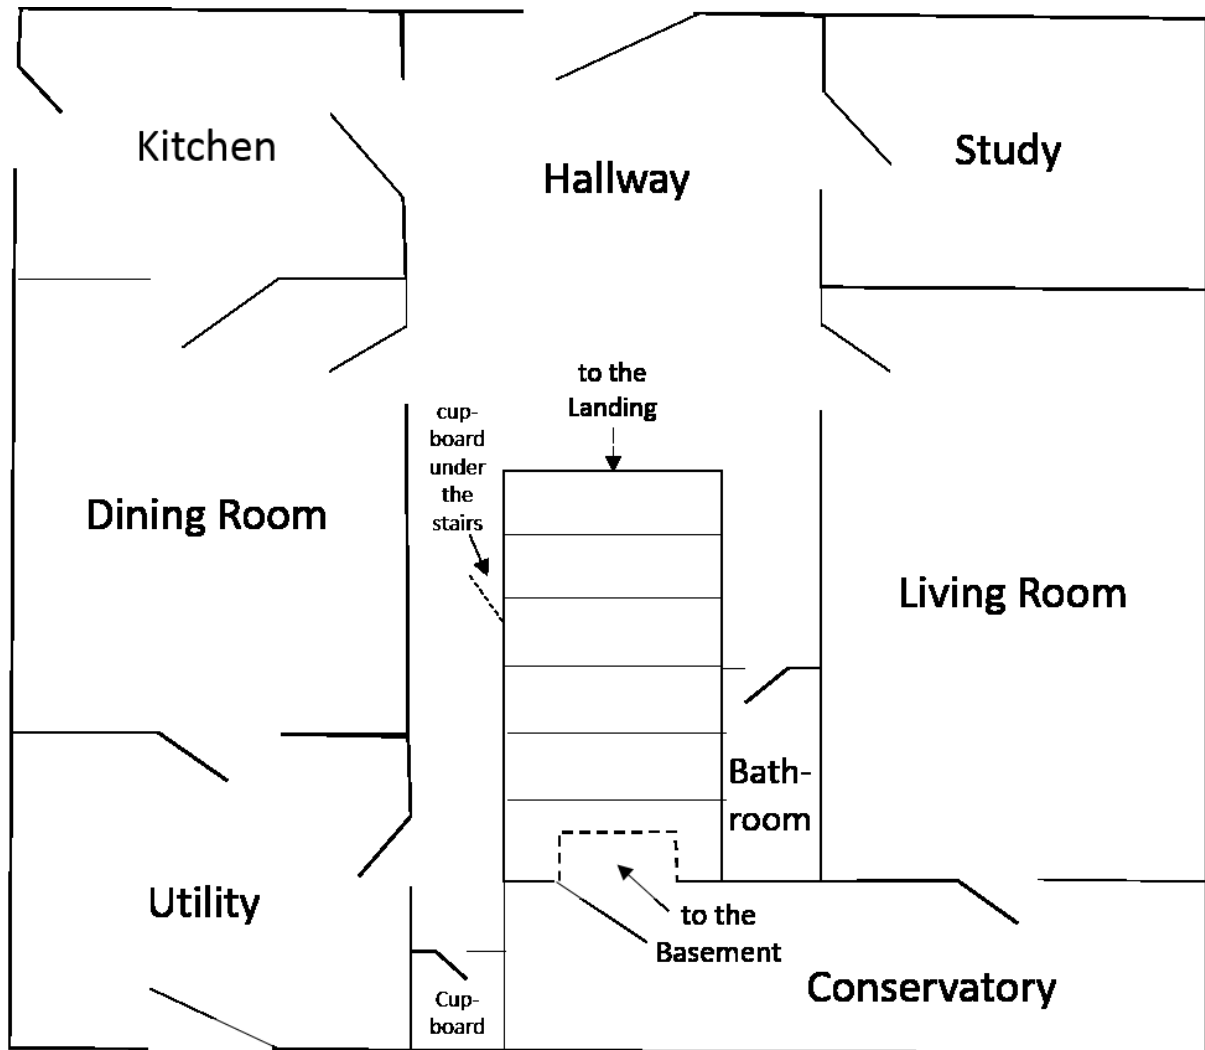 Kitchen
Hallway
Study
to the
Landing
cup-
board
under
the
stairs
Dining Room
Living Room
Bath-
room
Utility
to the
Basement
Conservatory
Cup-
board